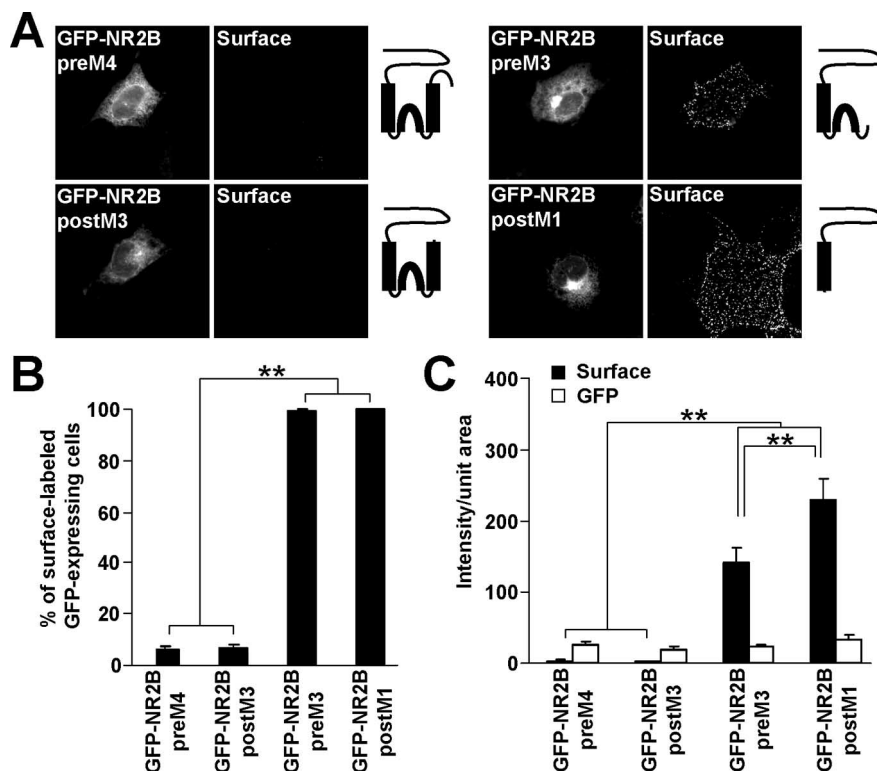 A
GFP-NR2B
preM4
Surface
GFP-NR2B
preM3
Surface
GFP-NR2B
postM3
Surface
GFP-NR2B
postM1
Surface
B
**
% of surface-labeled
GFP-expressing cells
100
80
60
40
20
0
GFP-NR2B
preM4
GFP-NR2B
postM3
GFP-NR2B
preM3
GFP-NR2B
postM1
C
Surface
GFP
**
**
Intensity/unit area
400
300
200
100
0
GFP-NR2B
preM4
GFP-NR2B
postM3
GFP-NR2B
preM3
GFP-NR2B
postM1